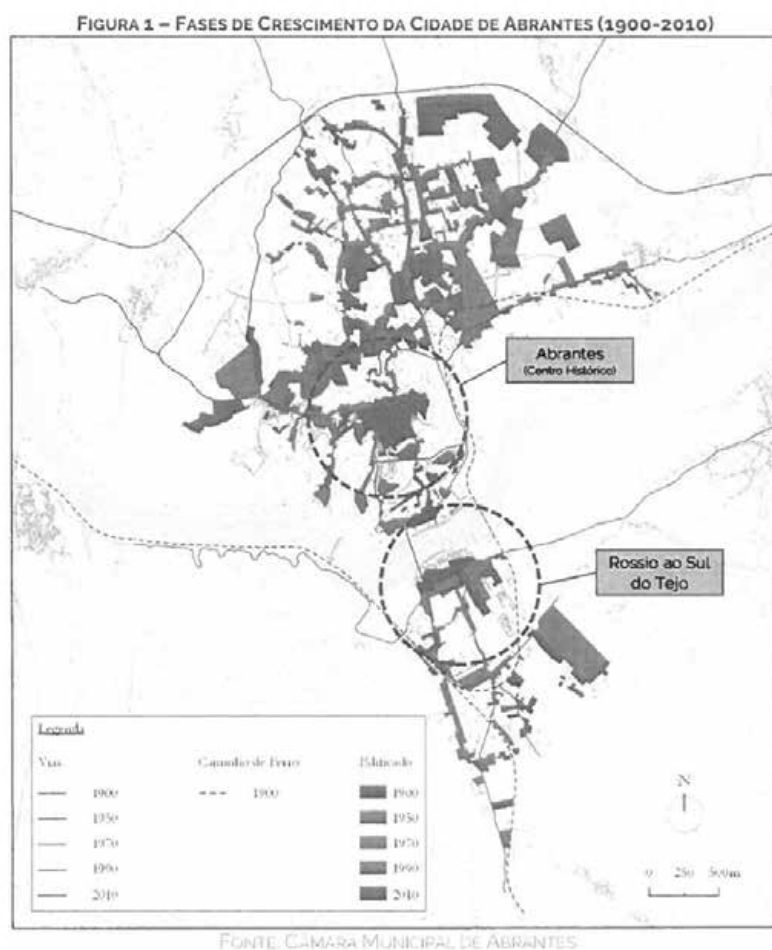 FIGURA 1 – FASES DE CRESCIMENTO DA CIDADE DE ABRANTES (1900-2010)
Abrantes
(Centro Histórico)
Rossio ao Sul
do Tejo
Legenda
Vias
1900
1950
1970
1990
2010
Caminho de Ferro
1900
Edificado
1900
1950
1970
1990
2010
N
0 250 500m
FONTE: CÂMARA MUNICIPAL DE ABRANTES